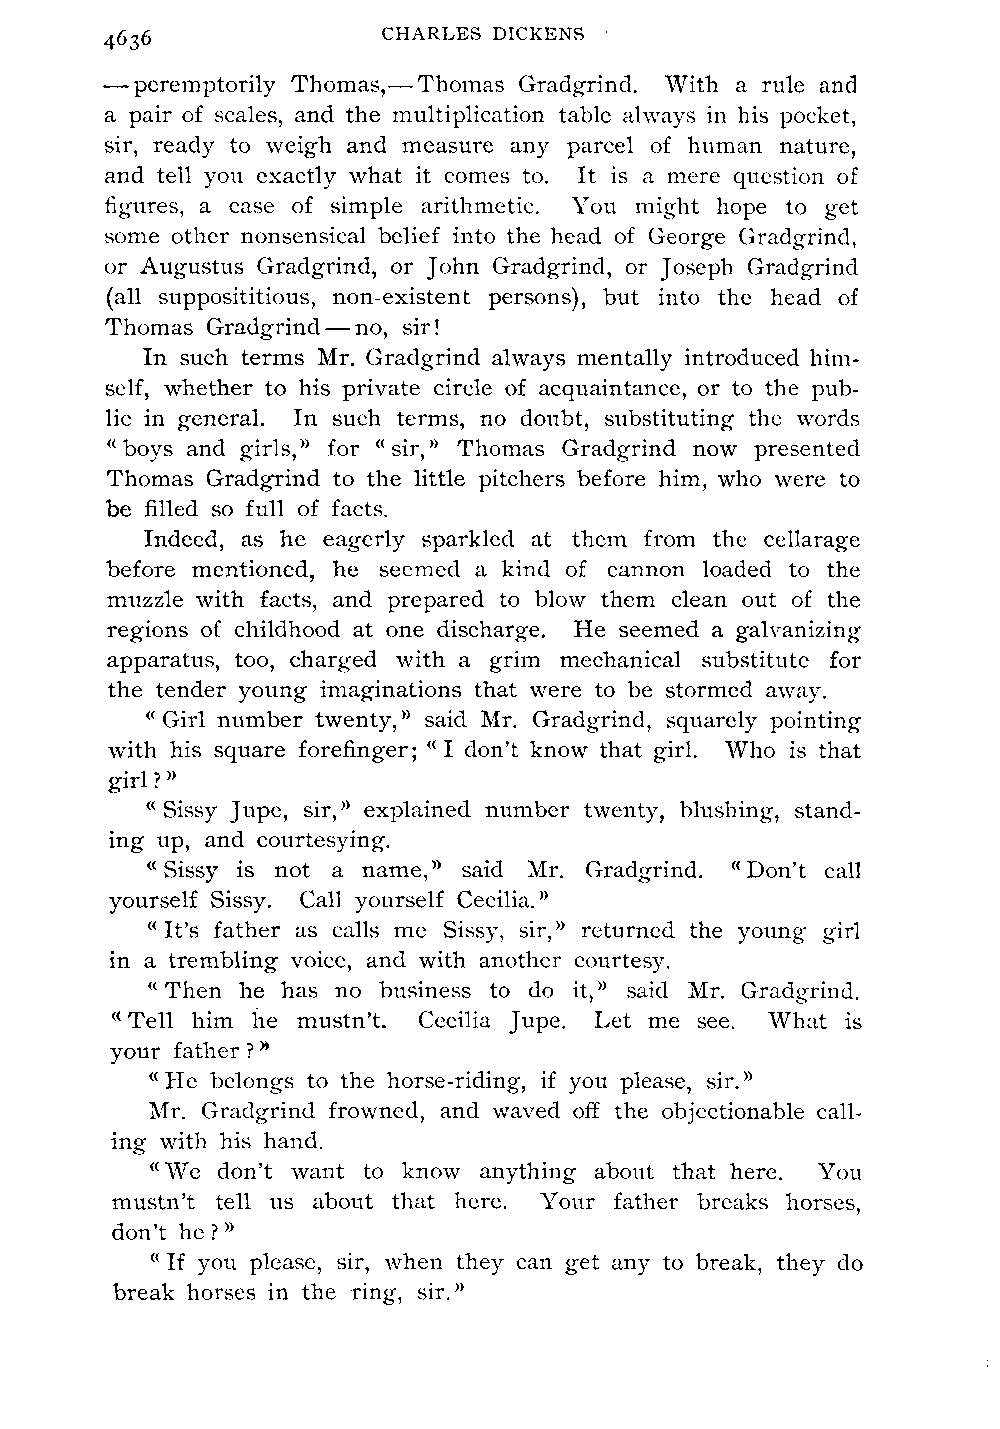 4636 CHARLES DICKENS
— peremptorily Thomas,— Thomas Gradgrind. With a rule and
a pair of scales, and the multiplication table always in his pocket,
sir, ready to weigh and measure any parcel of human nature,
and tell you exactly what it comes to. It is a mere question of
figures, a case of simple arithmetic. You might hope to get
some other nonsensical belief into the head of George Gradgrind,
or Augustus Gradgrind, or John Gradgrind, or Joseph Gradgrind
(all supposititious, non-existent persons), but into the head of
Thomas Gradgrind — no, sir!
In such terms Mr. Gradgrind always mentally introduced him-
self, whether to his private circle of acquaintance, or to the pub-
lic in general. In such terms, no doubt, substituting the words
“boys and girls,” for “sir,” Thomas Gradgrind now presented
Thomas Gradgrind to the little pitchers before him, who were to
be filled so full of facts.
Indeed, as he eagerly sparkled at them from the cellarage
before mentioned, he seemed a kind of cannon loaded to the
muzzle with facts, and prepared to blow them clean out of the
regions of childhood at one discharge. He seemed a galvanizing
apparatus, too, charged with a grim mechanical substitute for
the tender young imaginations that were to be stormed away.
“Girl number twenty,” said Mr. Gradgrind, squarely pointing
with his square forefinger; “I don't know that girl. Who is that
girl?”
“Sissy Jupe, sir,” explained number twenty, blushing, stand-
ing up, and courtesying.
“Sissy is not a name,” said Mr. Gradgrind. “Don't call
yourself Sissy. Call yourself Cecilia.”
“It's father as calls me Sissy, sir,” returned the young girl
in a trembling voice, and with another courtesy.
“Then he has no business to do it,” said Mr. Gradgrind.
“Tell him he mustn't. Cecilia Jupe. Let me see. What is
your father?”
“He belongs to the horse-riding, if you please, sir.”
Mr. Gradgrind frowned, and waved off the objectionable call-
ing with his hand.
“We don't want to know anything about that here. You
mustn't tell us about that here. Your father breaks horses,
don't he?”
“If you please, sir, when they can get any to break, they do
break horses in the ring, sir.”